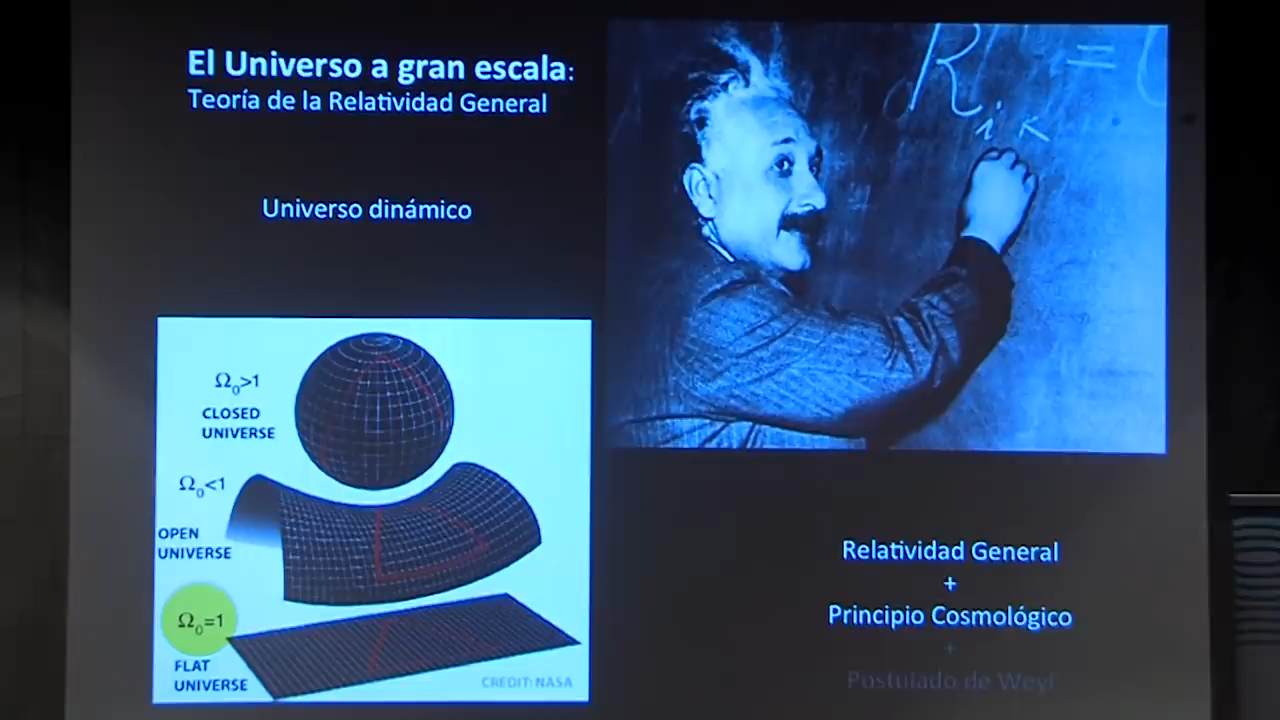 El Universo a gran escala:
Teoría de la Relatividad General
Universo dinámico
R = 
i k
Ω₀>1
CLOSED
UNIVERSE
Ω₀<1
OPEN
UNIVERSE
Ω₀=1
FLAT
UNIVERSE
CREDIT: NASA
Relatividad General
+
Principio Cosmológico
+
Postulado de Weyl